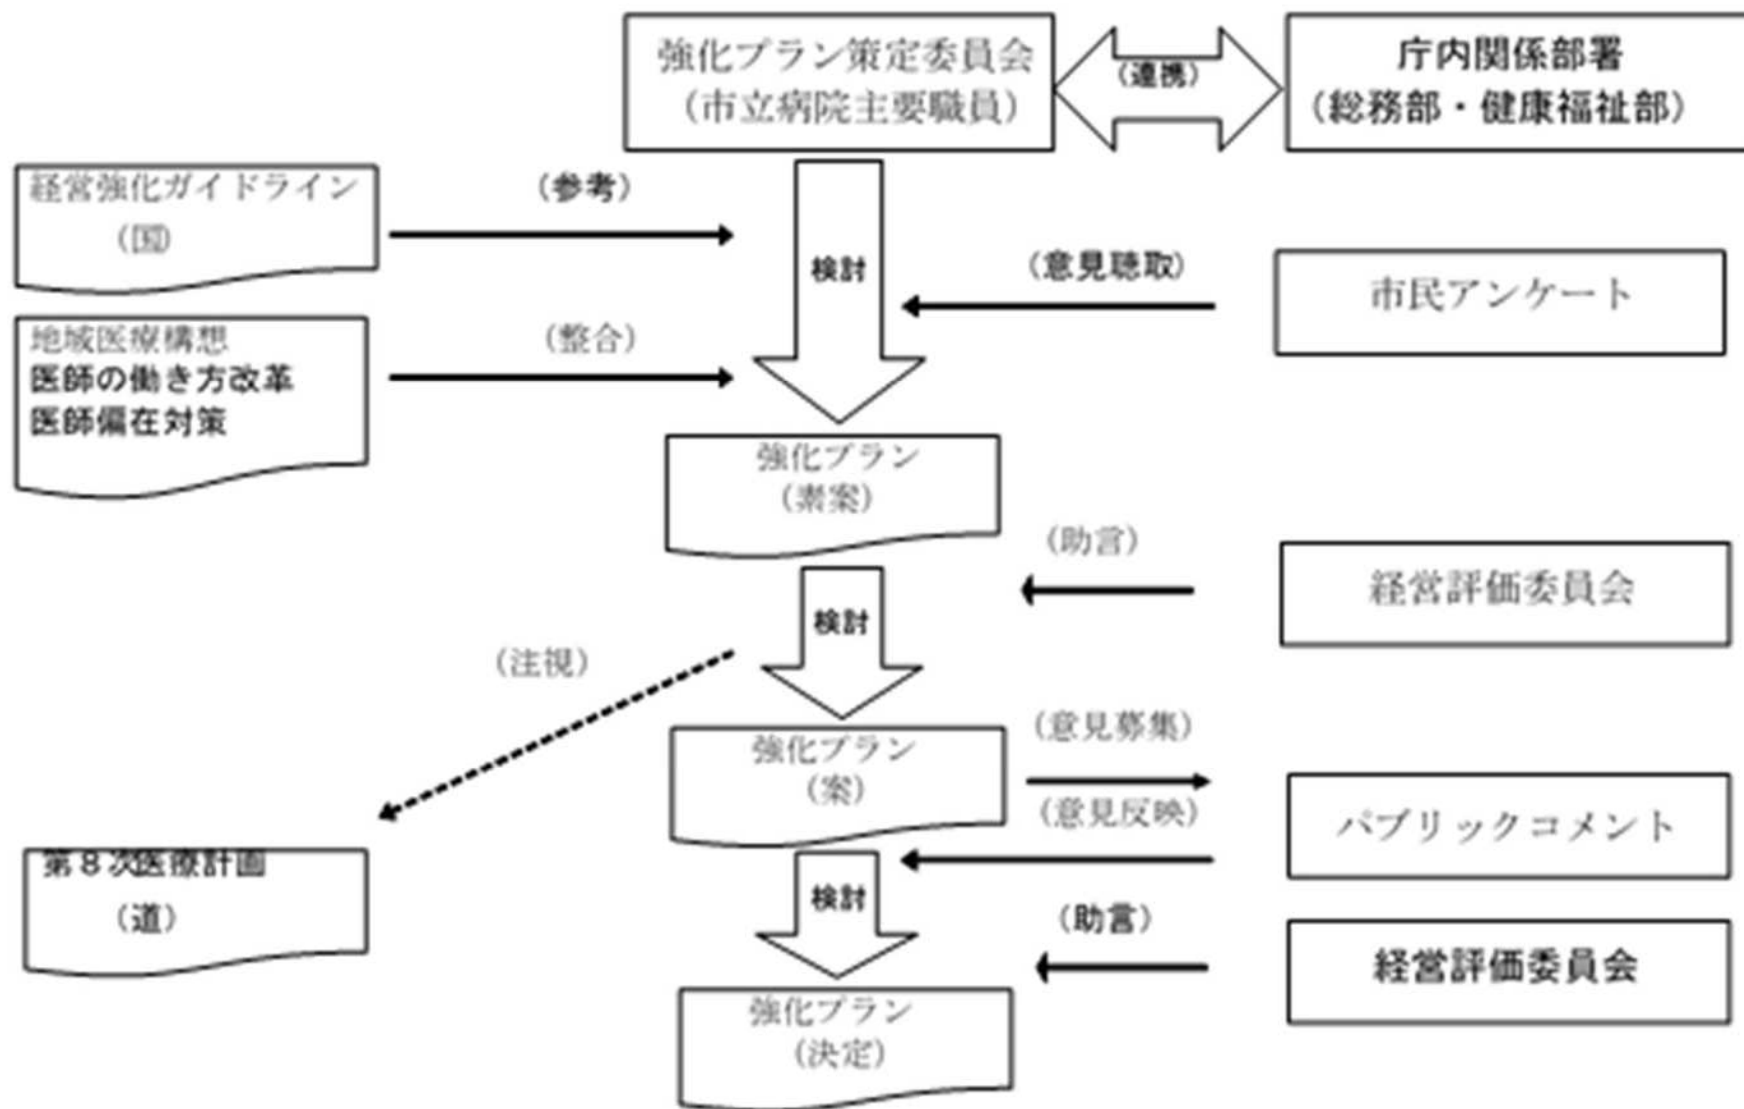 強化プラン策定委員会
（市立病院主要職員）
（連携）
庁内関係部署
（総務部・健康福祉部）
経営強化ガイドライン
（国）
（参考）
検討
（意見聴取）
市民アンケート
地域医療構想
医師の働き方改革
医師偏在対策
（整合）
強化プラン
（素案）
（助言）
経営評価委員会
検討
（注視）
強化プラン
（案）
（意見募集）
（意見反映）
パブリックコメント
第８次医療計画
（道）
検討
（助言）
経営評価委員会
強化プラン
（決定）